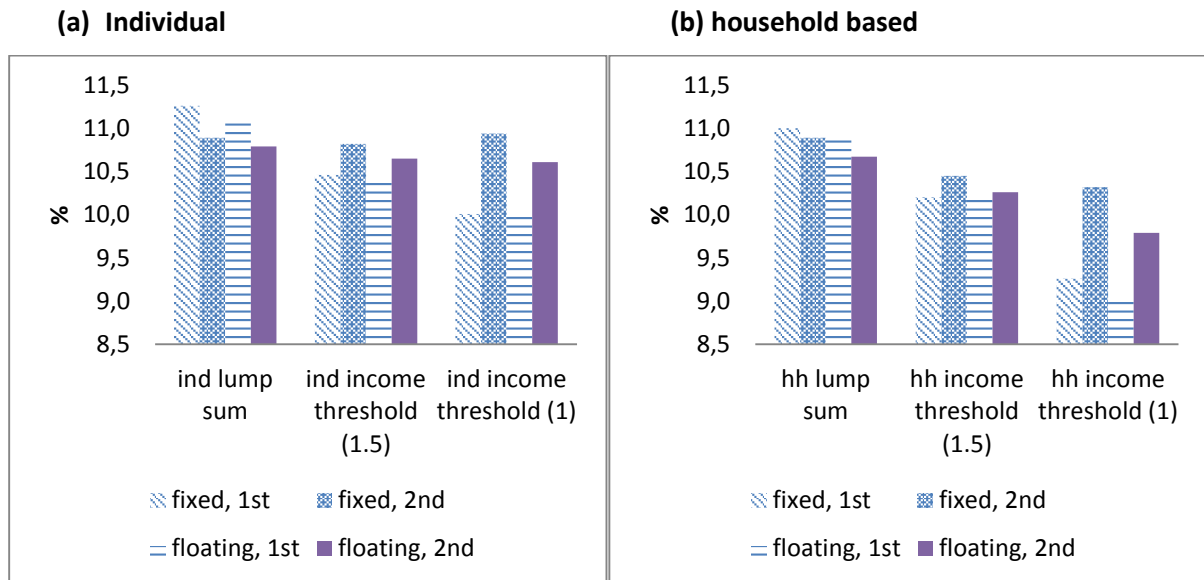 (a) Individual
(b) household based
11,5
11,0
10,5
10,0
9,5
9,0
8,5
%
ind lump
sum
ind income
threshold
(1.5)
ind income
threshold (1)
fixed, 1st
fixed, 2nd
floating, 1st
floating, 2nd
11,5
11,0
10,5
10,0
9,5
9,0
8,5
%
hh lump
sum
hh income
threshold
(1.5)
hh income
threshold (1)
fixed, 1st
fixed, 2nd
floating, 1st
floating, 2nd